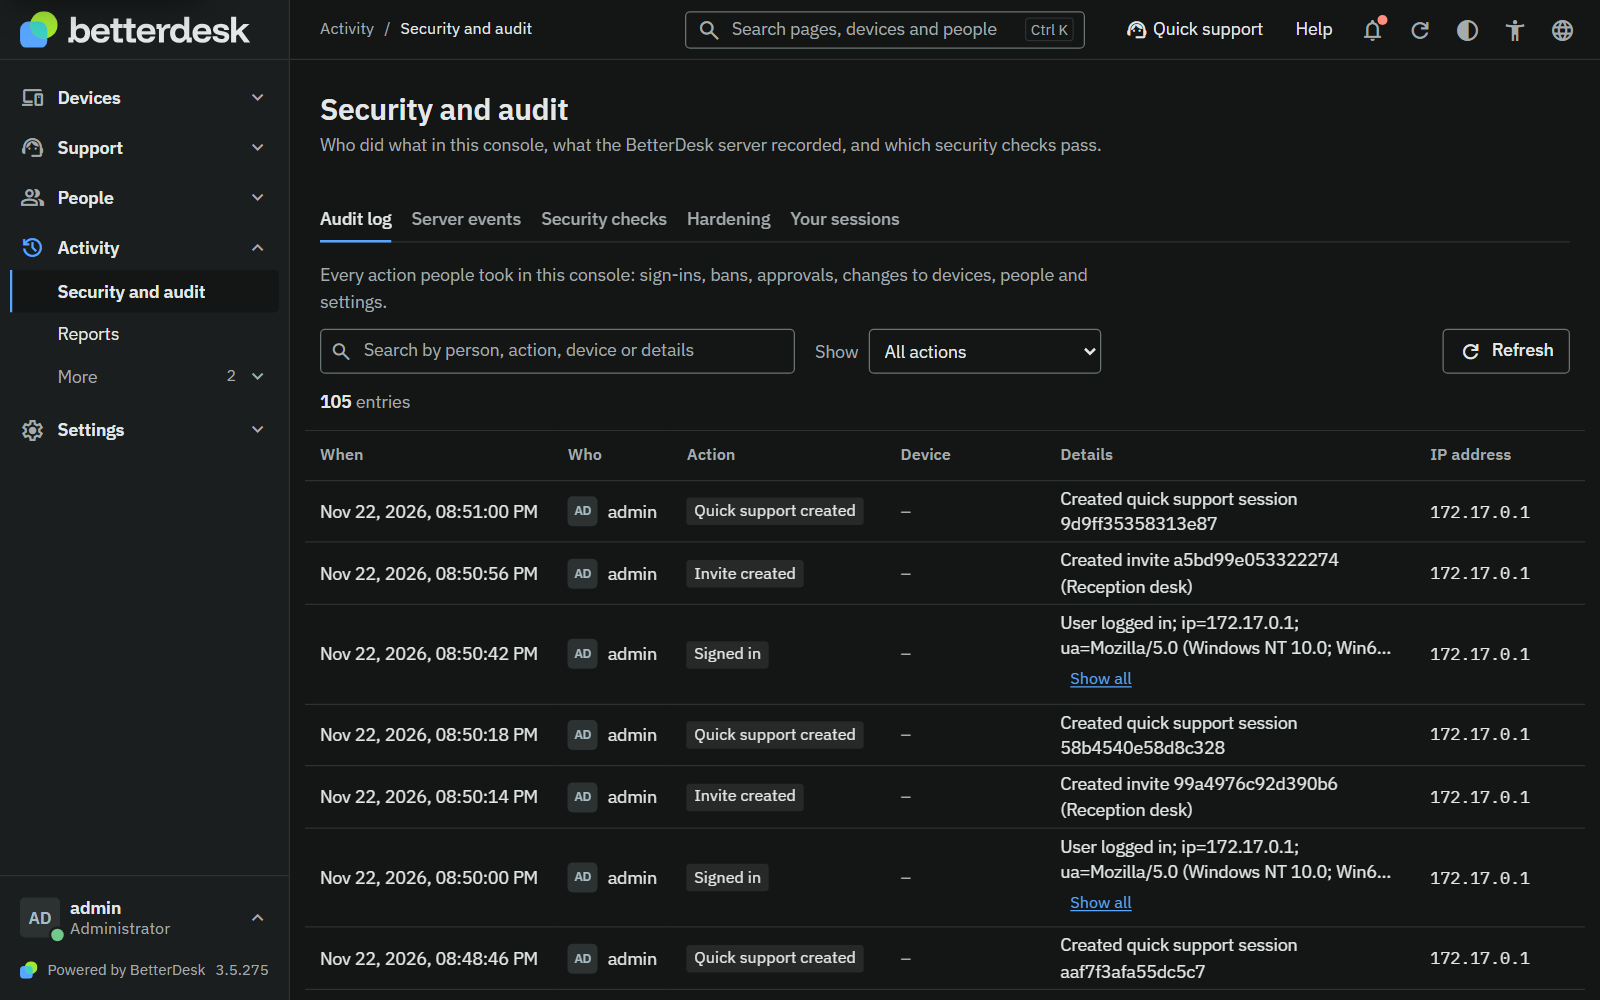 betterdesk
Activity / Security and audit
Search pages, devices and people Ctrl K
Quick support
Help
Devices
Support
People
Activity
Security and audit
Reports
More 2
Settings
Security and audit
Who did what in this console, what the BetterDesk server recorded, and which security checks pass.
Audit log Server events Security checks Hardening Your sessions
Every action people took in this console: sign-ins, bans, approvals, changes to devices, people and
settings.
Search by person, action, device or details
Show All actions
Refresh
105 entries
When Who Action Device Details IP address
Nov 22, 2026, 08:51:00 PM AD admin Quick support created – Created quick support session
9d9ff35358313e87 172.17.0.1
Nov 22, 2026, 08:50:56 PM AD admin Invite created – Created invite a5bd99e053322274
(Reception desk) 172.17.0.1
Nov 22, 2026, 08:50:42 PM AD admin Signed in – User logged in; ip=172.17.0.1;
ua=Mozilla/5.0 (Windows NT 10.0; Win6... 172.17.0.1
Show all
Nov 22, 2026, 08:50:18 PM AD admin Quick support created – Created quick support session
58b4540e58d8c328 172.17.0.1
Nov 22, 2026, 08:50:14 PM AD admin Invite created – Created invite 99a4976c92d390b6
(Reception desk) 172.17.0.1
Nov 22, 2026, 08:50:00 PM AD admin Signed in – User logged in; ip=172.17.0.1;
ua=Mozilla/5.0 (Windows NT 10.0; Win6... 172.17.0.1
Show all
Nov 22, 2026, 08:48:46 PM AD admin Quick support created – Created quick support session
aaf7f3afa55dc5c7 172.17.0.1
AD admin
Administrator
Powered by BetterDesk 3.5.275